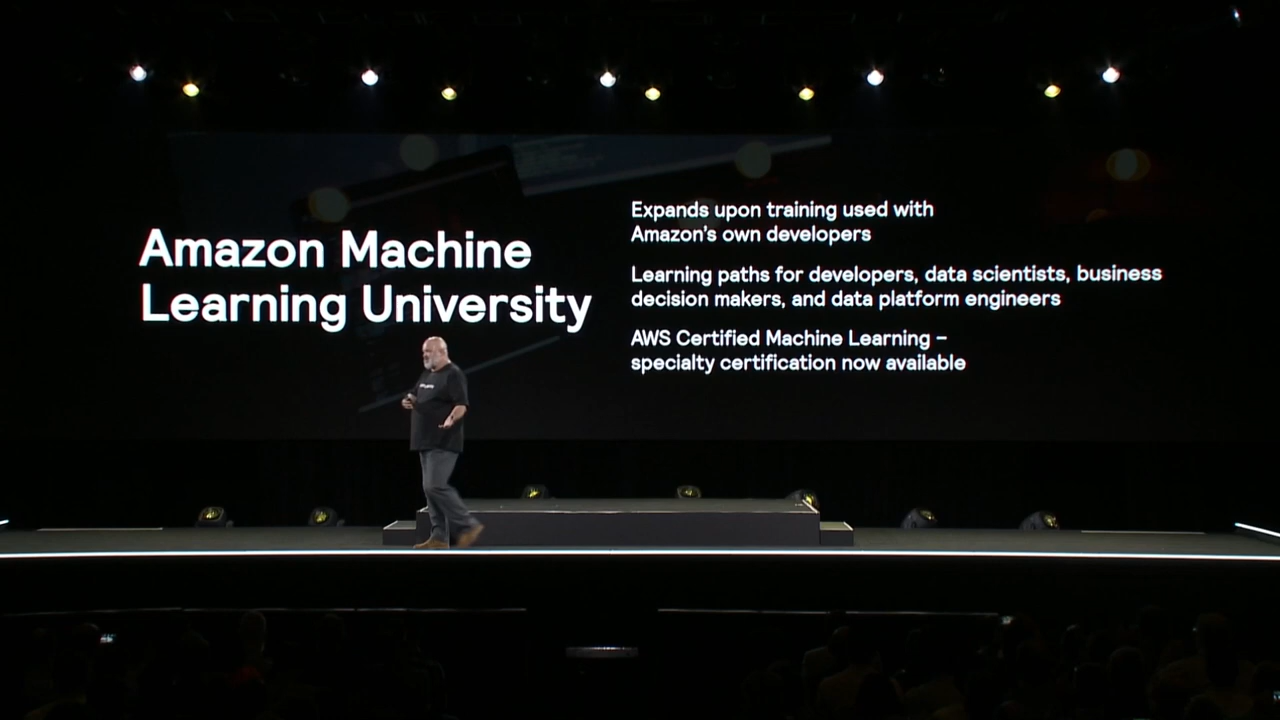 Amazon Machine
Learning University
Expands upon training used with
Amazon's own developers
Learning paths for developers, data scientists, business
decision makers, and data platform engineers
AWS Certified Machine Learning –
specialty certification now available